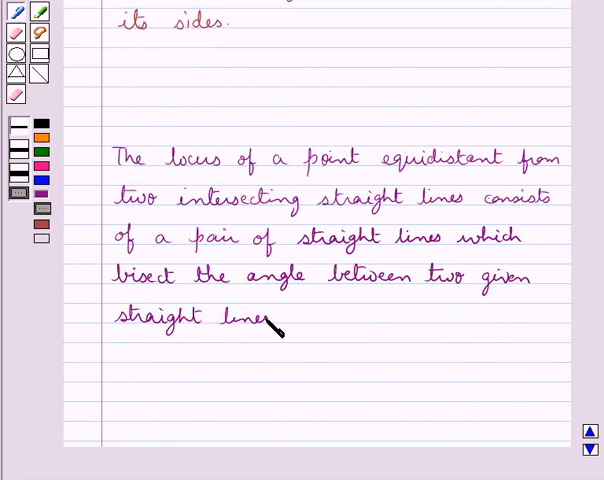 its sides.
The locus of a point equidistant from
two intersecting straight lines consists
of a pair of straight lines which
bisect the angle between two given
straight lines